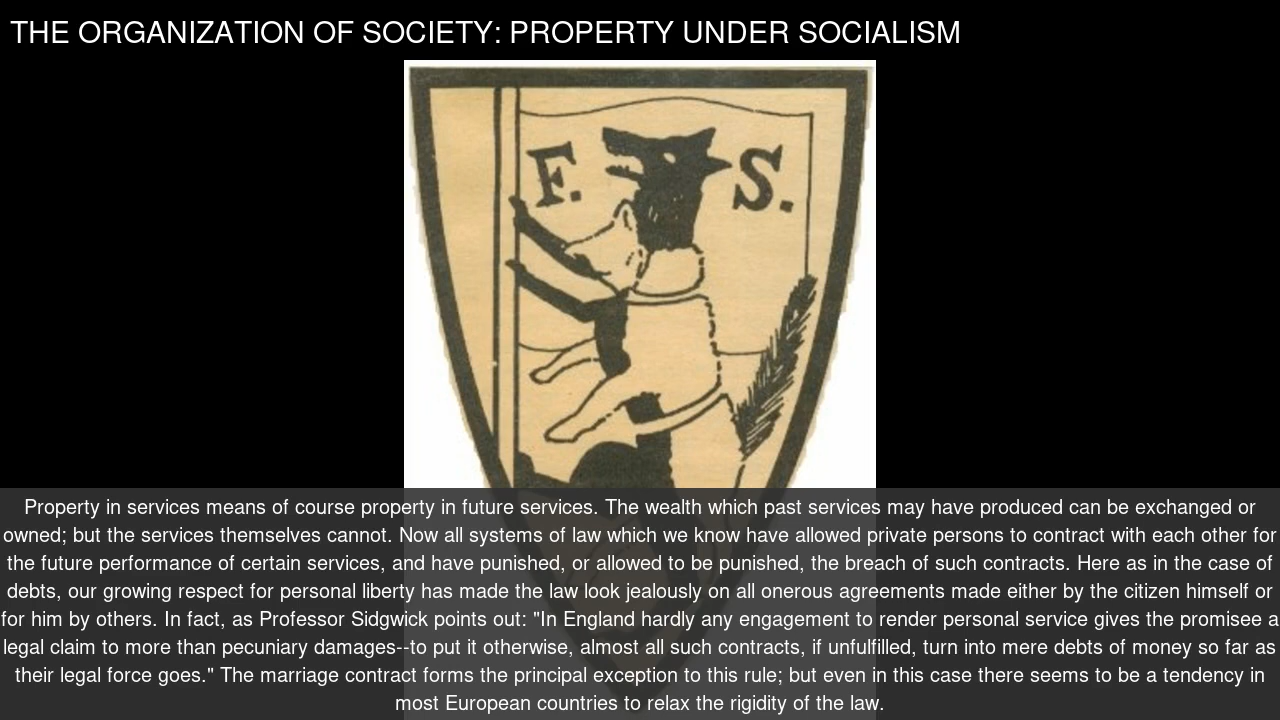 THE ORGANIZATION OF SOCIETY: PROPERTY UNDER SOCIALISM
F. S.
Property in services means of course property in future services. The wealth which past services may have produced can be exchanged or
owned; but the services themselves cannot. Now all systems of law which we know have allowed private persons to contract with each other for
the future performance of certain services, and have punished, or allowed to be punished, the breach of such contracts. Here as in the case of
debts, our growing respect for personal liberty has made the law look jealously on all onerous agreements made either by the citizen himself or
for him by others. In fact, as Professor Sidgwick points out: "In England hardly any engagement to render personal service gives the promisee a
legal claim to more than pecuniary damages--to put it otherwise, almost all such contracts, if unfulfilled, turn into mere debts of money so far as
their legal force goes." The marriage contract forms the principal exception to this rule; but even in this case there seems to be a tendency in
most European countries to relax the rigidity of the law.